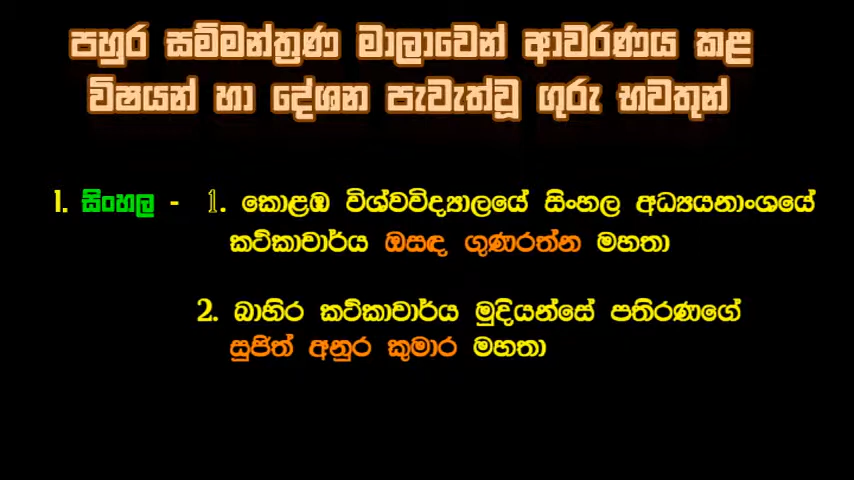 පහුර සම්මන්ත්‍රණ මාලාවෙන් ආවරණය කළ
විෂයන් හා දේශන පැවැත්වූ ගුරු භවතුන්
1. සිංහල - 1. කොළඹ විශ්වවිද්‍යාලයේ සිංහල අධ්‍යයනාංශයේ
කථිකාචාර්ය ඔසඳ ගුණරත්න මහතා
2. බාහිර කථිකාචාර්ය මුදියන්සේ පතිරණගේ
සුජිත් අනුර කුමාර මහතා